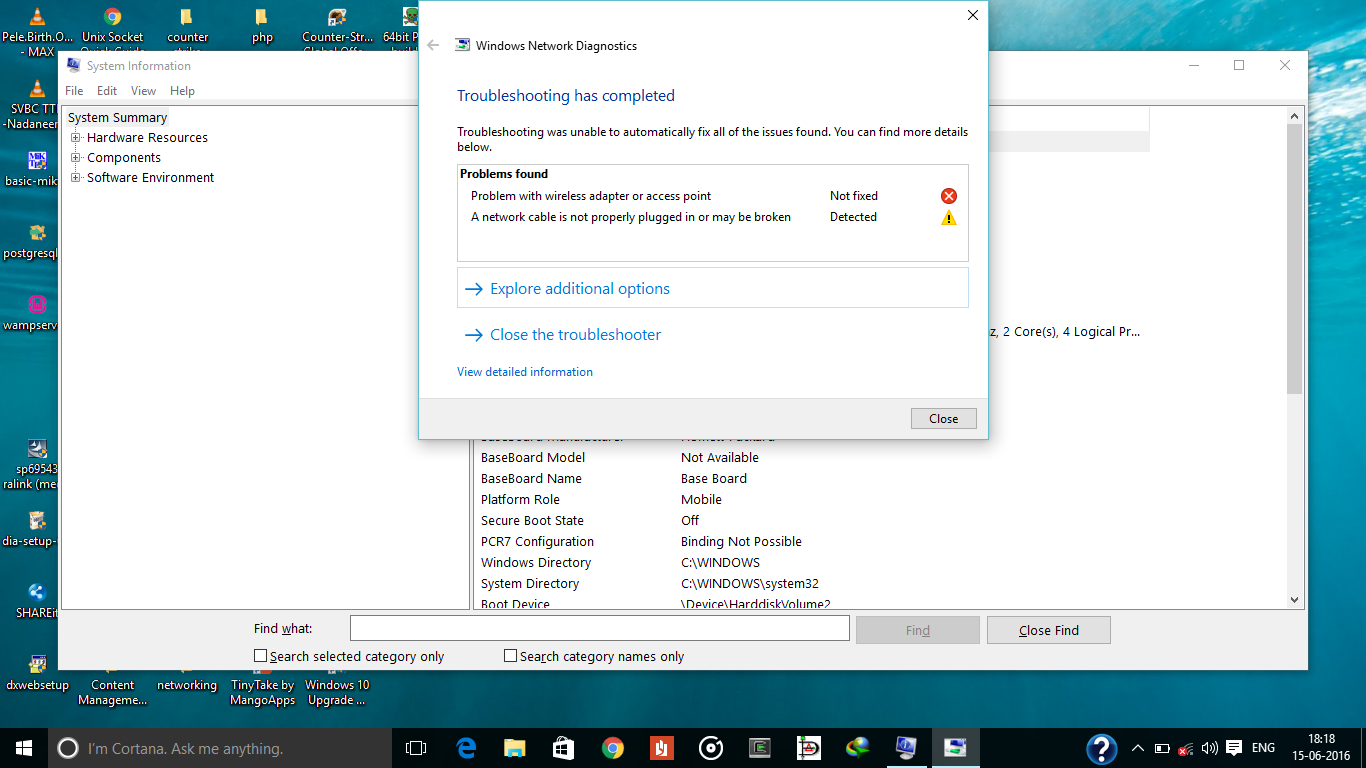 Pele.Birth.O...
- MAX
Unix Socket
counter
php
Counter-Str...
64bit
SVBC TT
-Nadaneer
basic-mik
postgresql
wampserv
sp69543
ralink (me
dia-setup-
SHAREit
dxwebsetup
Content
Manageme...
networking
TinyTake by
MangoApps
Windows 10
Upgrade ...
System Information
File Edit View Help
System Summary
Hardware Resources
Components
Software Environment
Windows Network Diagnostics
Troubleshooting has completed
Troubleshooting was unable to automatically fix all of the issues found. You can find more details
below.
Problems found
Problem with wireless adapter or access point Not fixed
A network cable is not properly plugged in or may be broken Detected
Explore additional options
Close the troubleshooter
View detailed information
Close
z, 2 Core(s), 4 Logical Pr...
BaseBoard Manufacturer Hewlett-Packard
BaseBoard Model Not Available
BaseBoard Name Base Board
Platform Role Mobile
Secure Boot State Off
PCR7 Configuration Binding Not Possible
Windows Directory C:\WINDOWS
System Directory C:\WINDOWS\system32
Boot Device \Device\HarddiskVolume2
Find what:
Find
Close Find
Search selected category only
Search category names only
I'm Cortana. Ask me anything.
ENG
18:18
15-06-2016